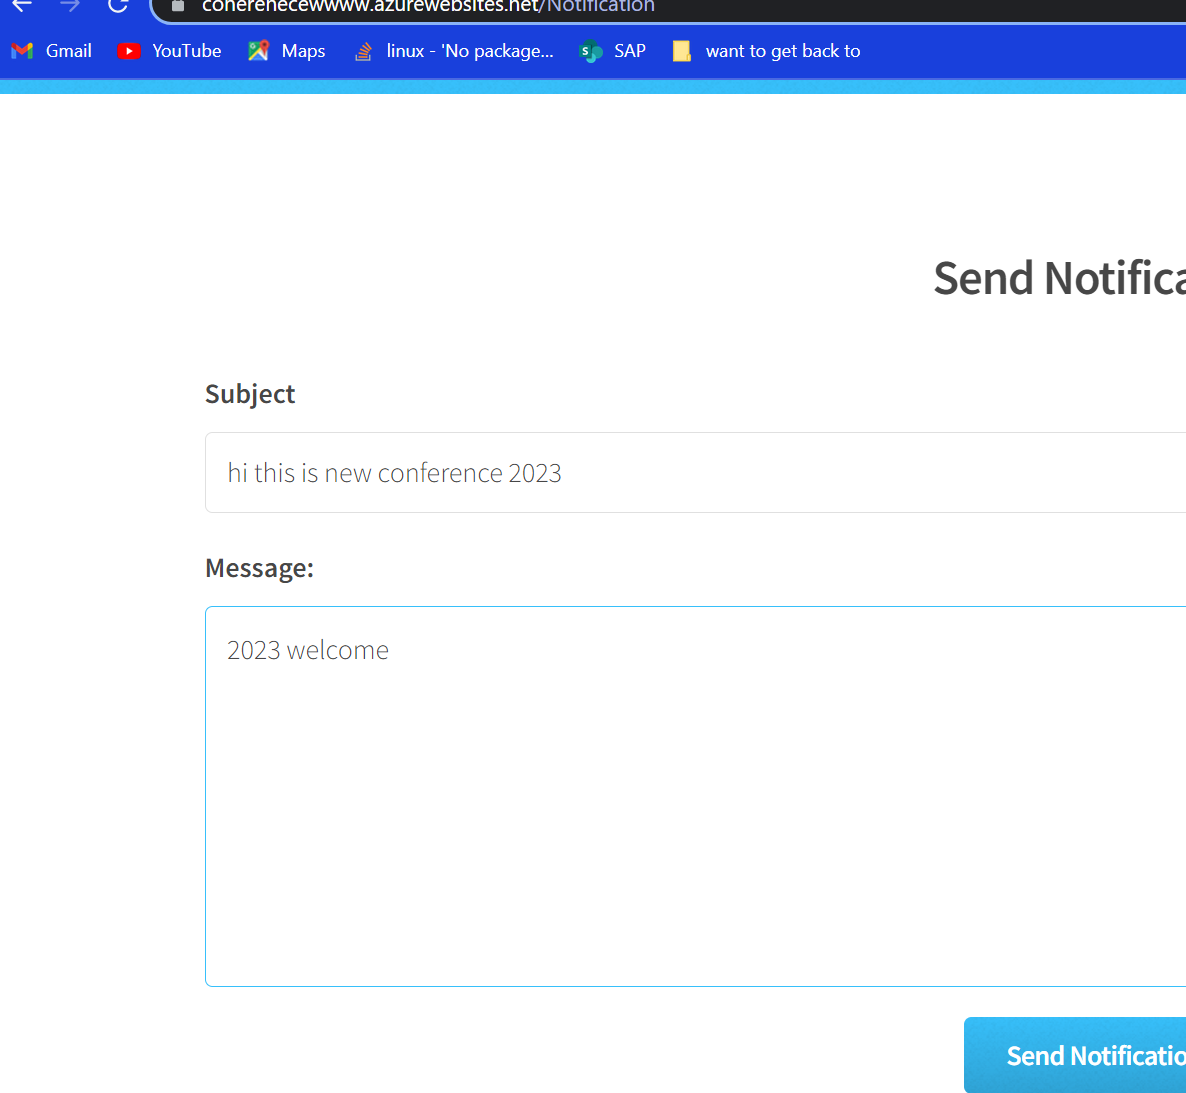 coherenecewwww.azurewebsites.net/Notification
Gmail YouTube Maps linux - 'No package... SAP want to get back to
Send Notifica
Subject
hi this is new conference 2023
Message:
2023 welcome
Send Notificatio